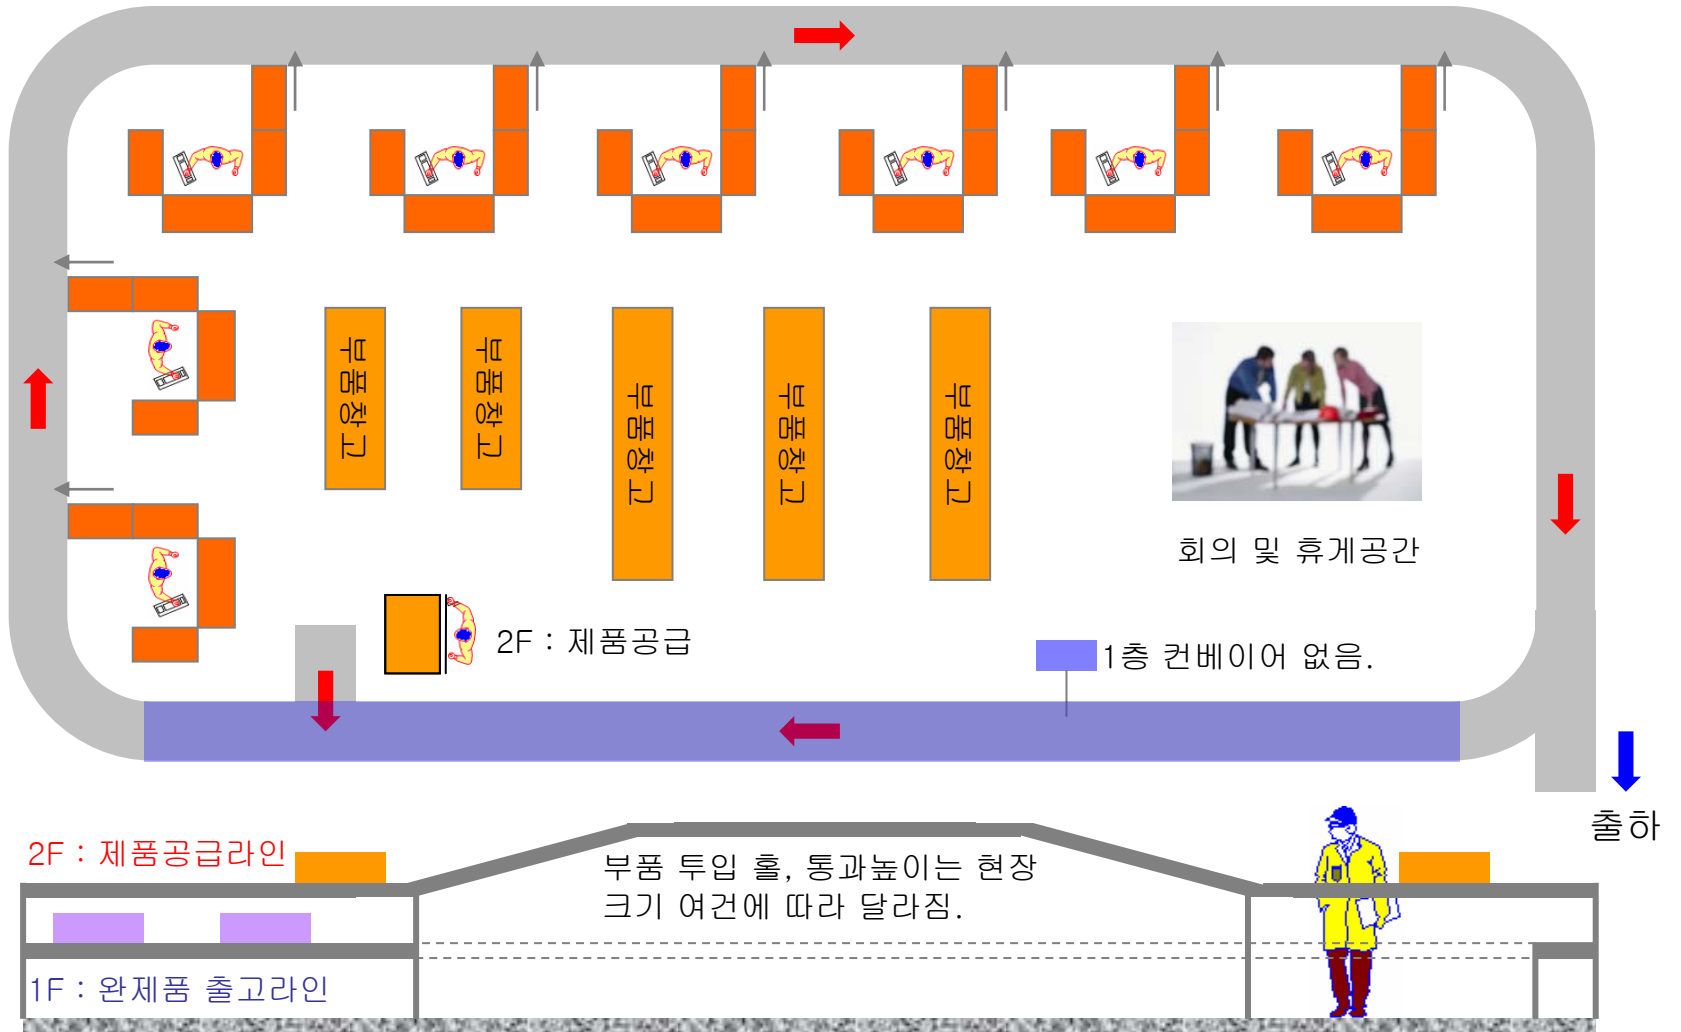 부품창고
부품창고
부품창고
부품창고
부품창고
회의 및 휴게공간
2F : 제품공급
1층 컨베이어 없음.
출하
2F : 제품공급라인
부품 투입 홀, 통과높이는 현장
크기 여건에 따라 달라짐.
1F : 완제품 출고라인